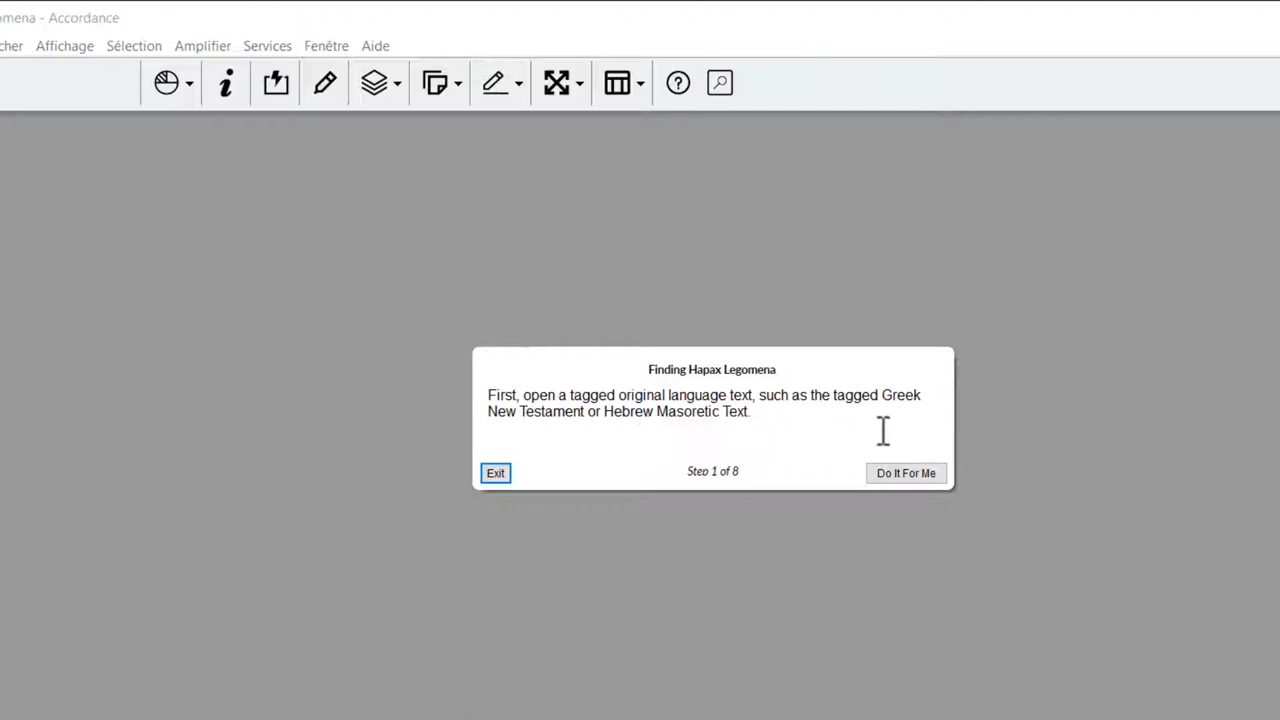 omena - Accordance
cher Affichage Sélection Amplifier Services Fenêtre Aide
Finding Hapax Legomena
First, open a tagged original language text, such as the tagged Greek
New Testament or Hebrew Masoretic Text.
Exit Step 1 of 8 Do It For Me